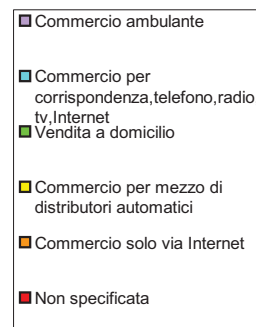 Commercio ambulante
Commercio per
corrispondenza,telefono,radio
tv,Internet
Vendita a domicilio
Commercio per mezzo di
distributori automatici
Commercio solo via Internet
Non specificata